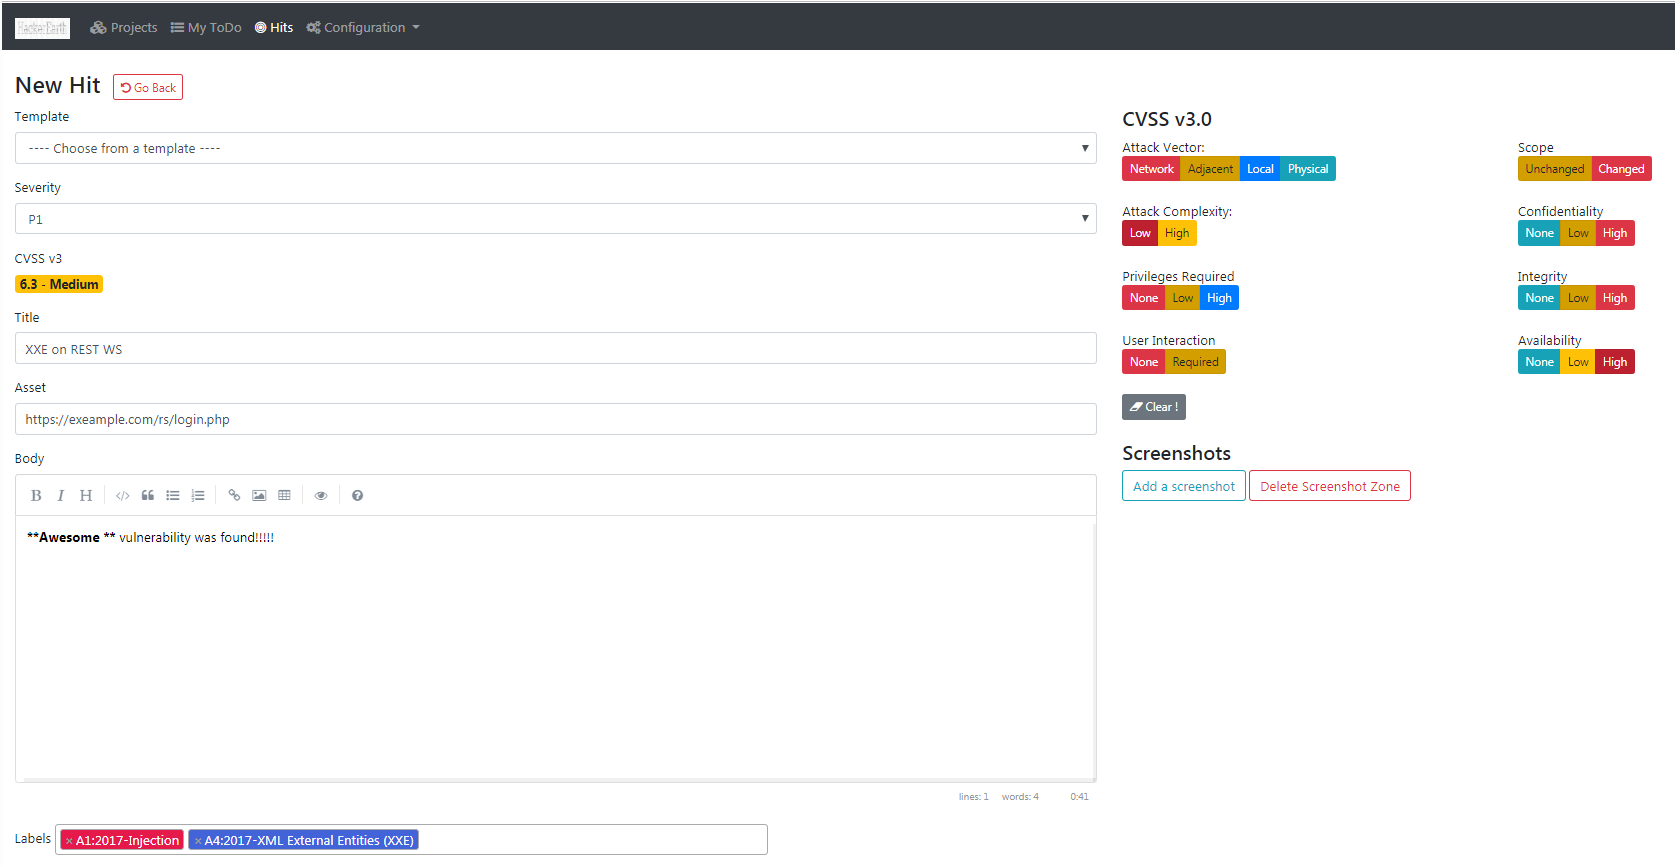 HackerEarth Projects My ToDo Hits Configuration
New Hit Go Back
Template
---- Choose from a template ----
Severity
P1
CVSS v3
6.3 - Medium
Title
XXE on REST WS
Asset
https://exeample.com/rs/login.php
Body
B I H
**Awesome ** vulnerability was found!!!!!
lines: 1 words: 4 0:41
Labels × A1:2017-Injection × A4:2017-XML External Entities (XXE)
CVSS v3.0
Attack Vector:
Network Adjacent Local Physical
Attack Complexity:
Low High
Privileges Required
None Low High
User Interaction
None Required
Clear !
Scope
Unchanged Changed
Confidentiality
None Low High
Integrity
None Low High
Availability
None Low High
Screenshots
Add a screenshot Delete Screenshot Zone